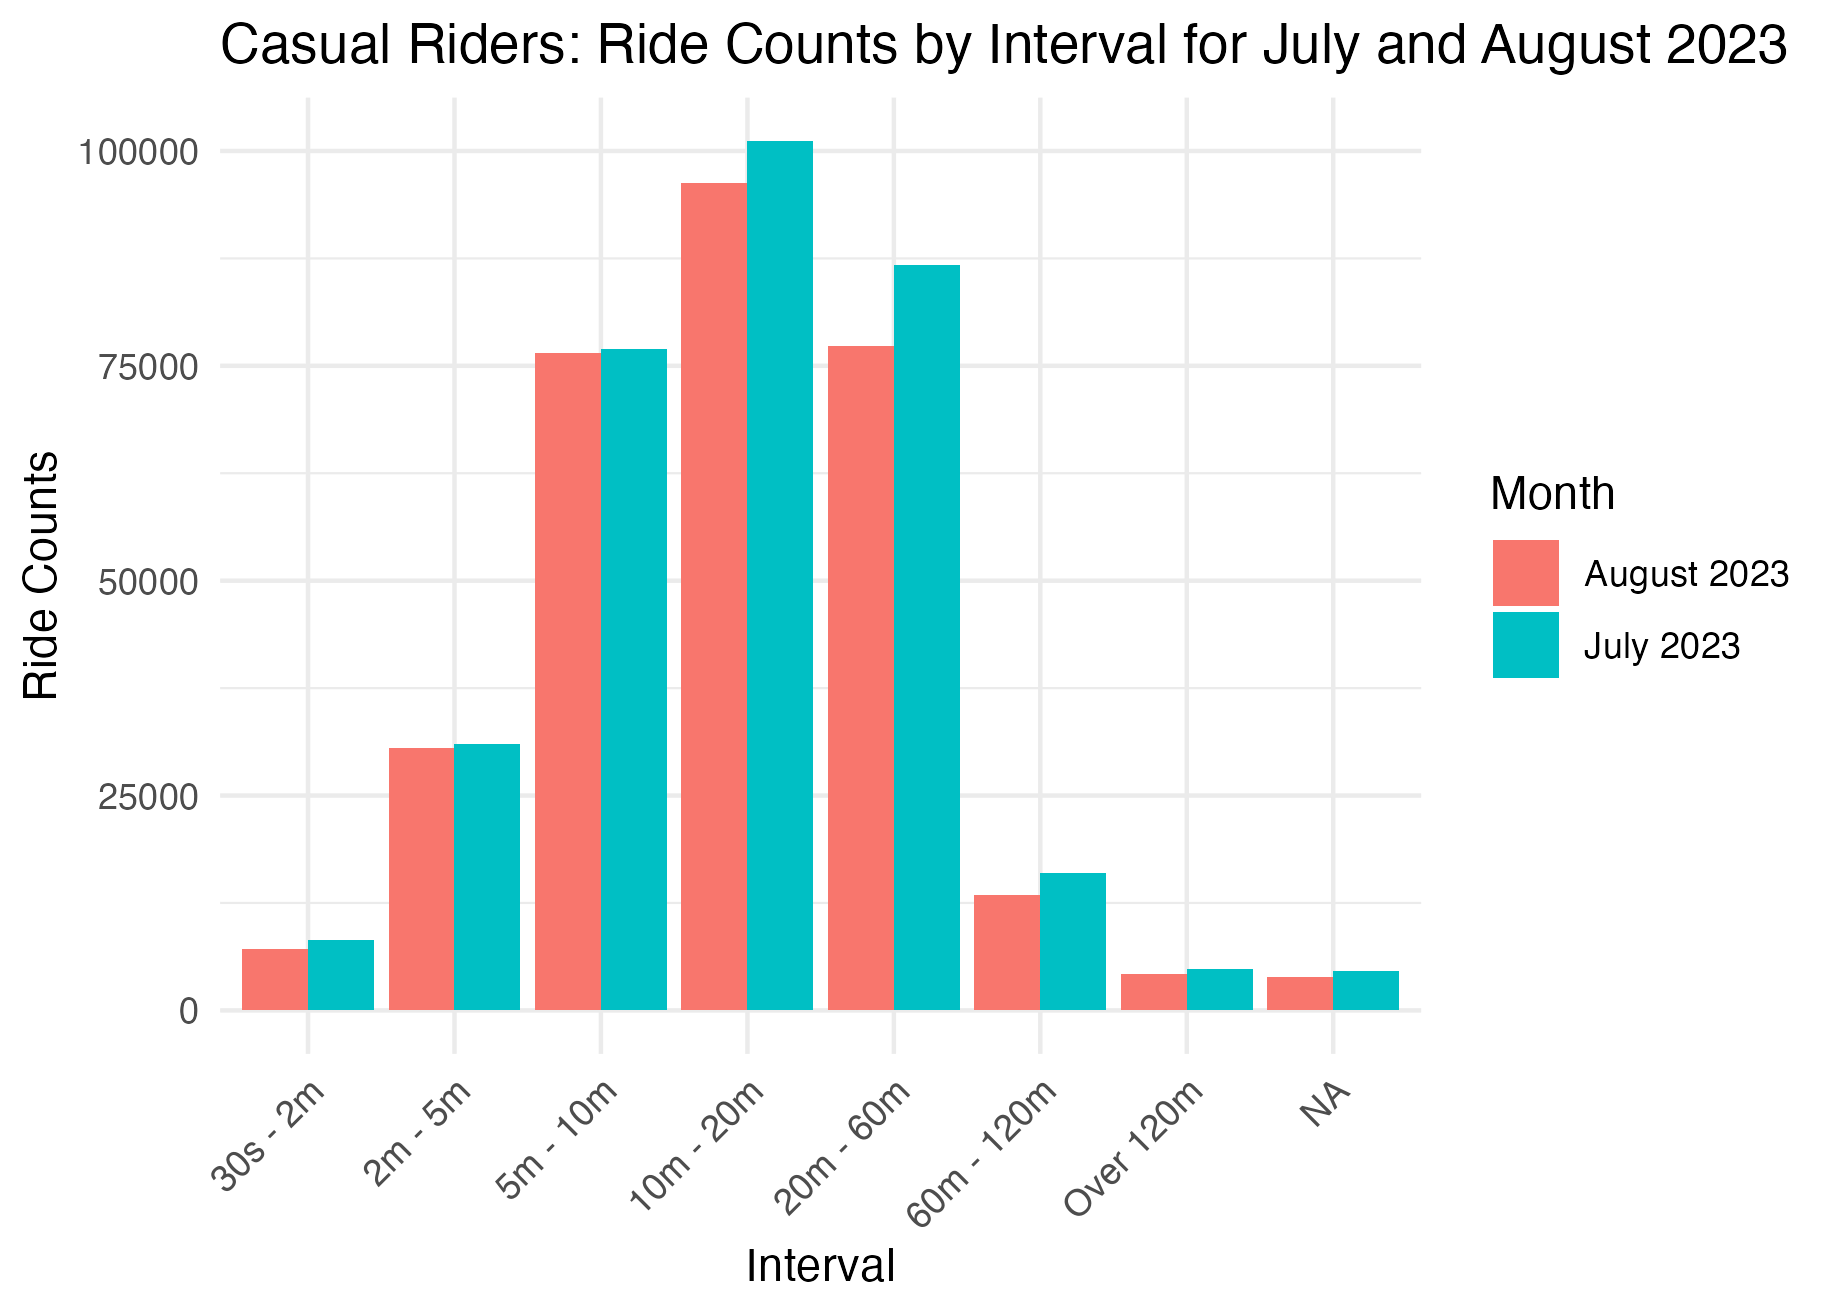 Casual Riders: Ride Counts by Interval for July and August 2023
Ride Counts
100000
75000
50000
25000
0
30s - 2m
2m - 5m
5m - 10m
10m - 20m
20m - 60m
60m - 120m
Over 120m
NA
Interval
Month
August 2023
July 2023